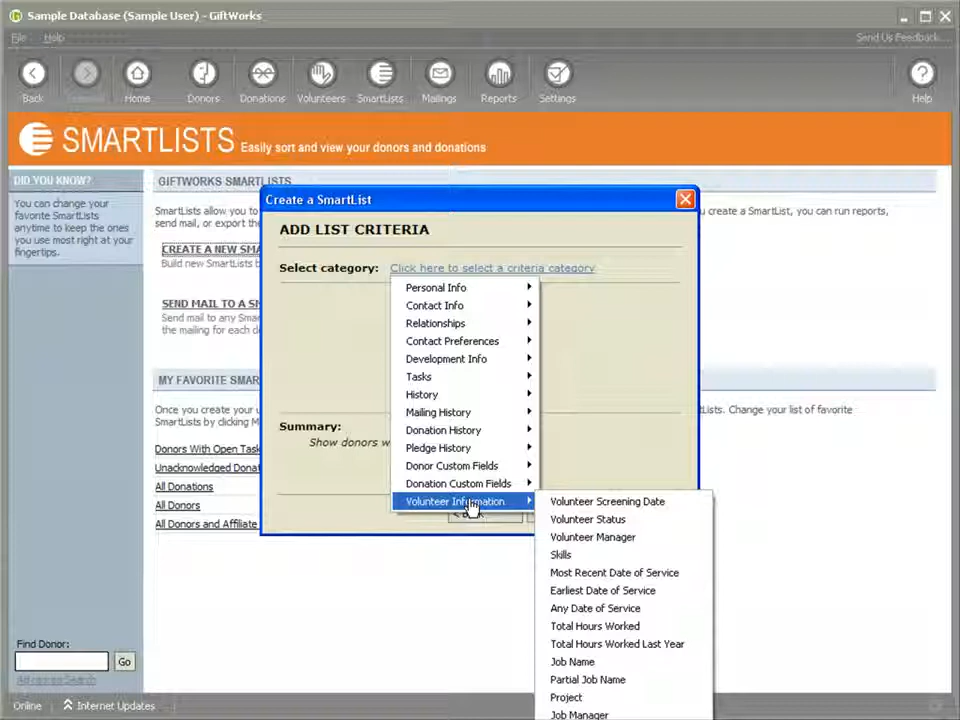 Sample Database (Sample User) - GiftWorks
File Help Send Us Feedback...
Back Home Donors Donations Volunteers SmartLists Mailings Reports Settings Help
SMARTLISTS Easily sort and view your donors and donations
DID YOU KNOW?
You can change your
favorite SmartLists
anytime to keep the ones
you use most right at your
fingertips.
GIFTWORKS SMARTLISTS
SmartLists allow you to u create a SmartList, you can run reports,
send mail, or export the
CREATE A NEW SMA
Build new SmartLists b
SEND MAIL TO A S
Send mail to any Smar
the mailing for each d
MY FAVORITE SMAR
Once you create your Lists. Change your list of favorite
SmartLists by clicking M
Donors With Open Task
Unacknowledged Donat
All Donations
All Donors
All Donors and Affiliate
Create a SmartList
ADD LIST CRITERIA
Select category: Click here to select a criteria category
Personal Info
Contact Info
Relationships
Contact Preferences
Development Info
Tasks
History
Mailing History
Donation History
Pledge History
Donor Custom Fields
Donation Custom Fields
Volunteer Information
Summary:
Show donors w
Volunteer Screening Date
Volunteer Status
Volunteer Manager
Skills
Most Recent Date of Service
Earliest Date of Service
Any Date of Service
Total Hours Worked
Total Hours Worked Last Year
Job Name
Partial Job Name
Project
Job Manager
Find Donor:
Go
Advanced Search
Online Internet Updates